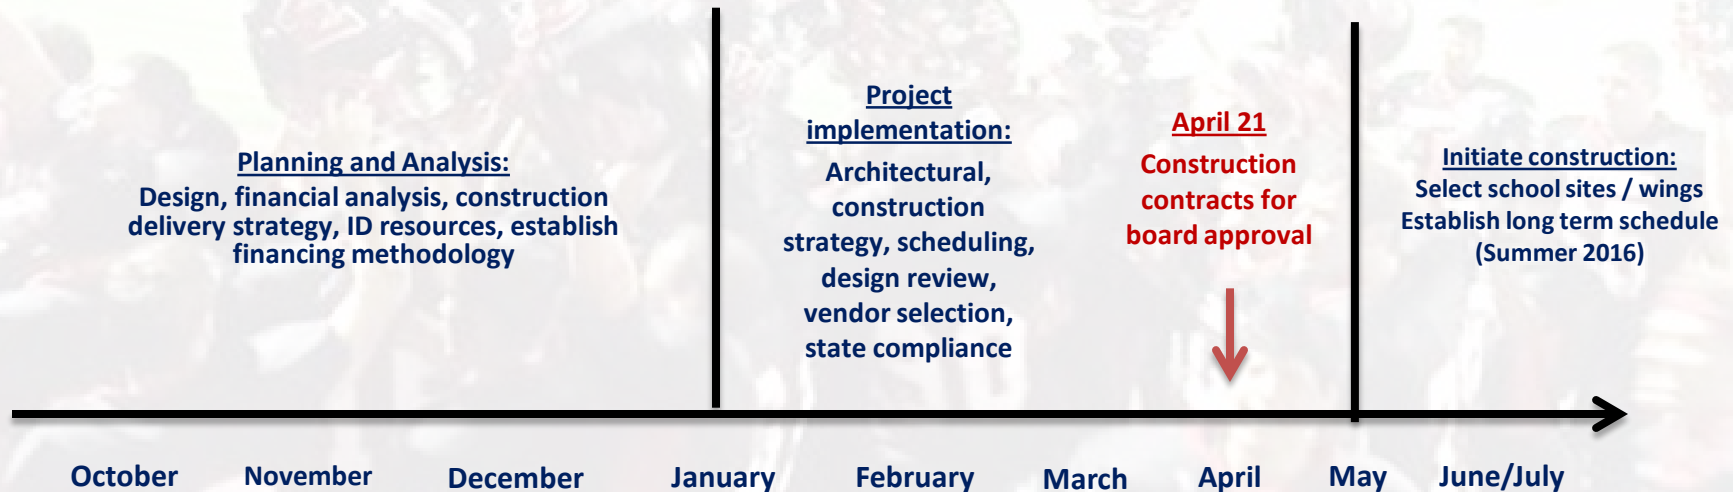 Planning and Analysis:
Design, financial analysis, construction
delivery strategy, ID resources, establish
financing methodology
Project
implementation:
Architectural,
construction
strategy, scheduling,
design review,
vendor selection,
state compliance
April 21
Construction
contracts for
board approval
Initiate construction:
Select school sites / wings
Establish long term schedule
(Summer 2016)
October
November
December
January
February
March
April
May
June/July